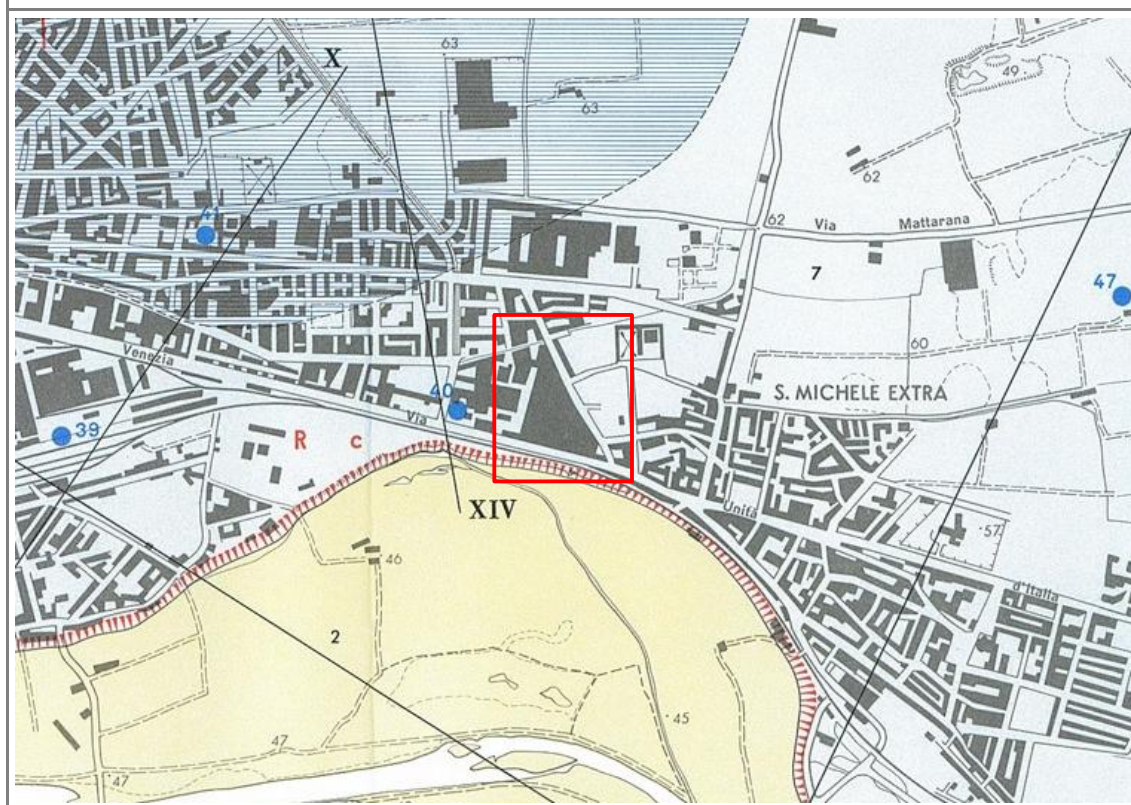 X
63
63
49
62
41
62
Via Mattarana
7
47
60
Venezia
40
S. MICHELE EXTRA
Via
39
R c
XIV
Unità
57
46
d'Italia
2
45
47
47